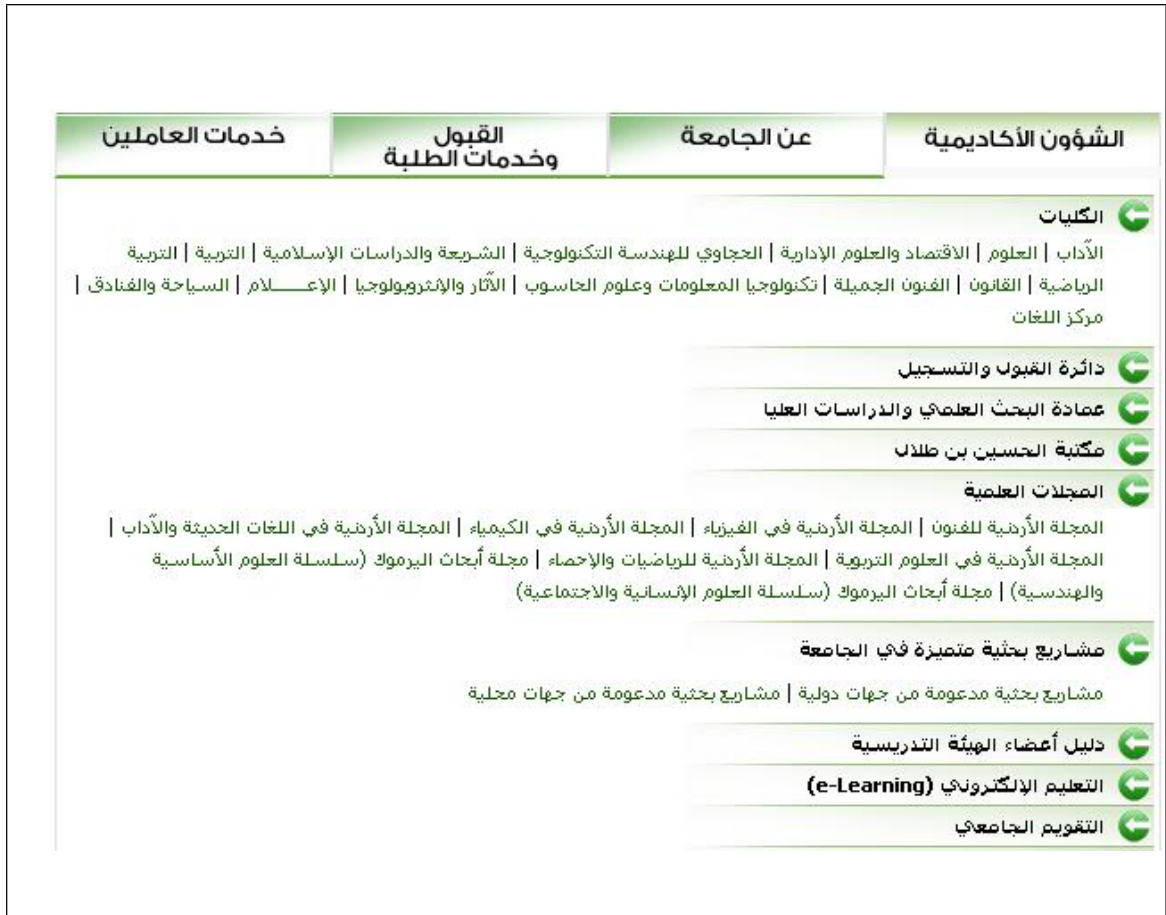 الشؤون الأكاديمية
عن الجامعة
القبول
وخدمات الطلبة
خدمات العاملين
الكليات
الآداب | العلوم | الاقتصاد والعلوم الإدارية | الحجاوي للهندسة التكنولوجية | الشريعة والدراسات الإسلامية | التربية | التربية
الرياضية | القانون | الفنون الجميلة | تكنولوجيا المعلومات وعلوم الحاسوب | الآثار والإنثروبولوجيا | الإعـــــلام | السياحة والفنادق |
مركز اللغات
دائرة القبول والتسجيل
عمادة البحث العلمي والدراسات العليا
مكتبة الحسين بن طلال
المجلات العلمية
المجلة الأردنية للفنون | المجلة الأردنية في الفيزياء | المجلة الأردنية في الكيمياء | المجلة الأردنية في اللغات الحديثة والآداب |
المجلة الأردنية في العلوم التربوية | المجلة الأردنية للرياضيات والإحصاء | مجلة أبحاث اليرموك (سلسلة العلوم الأساسية
والهندسية) | مجلة أبحاث اليرموك (سلسلة العلوم الإنسانية والاجتماعية)
مشاريع بحثية متميزة في الجامعة
مشاريع بحثية مدعومة من جهات دولية | مشاريع بحثية مدعومة من جهات محلية
دليل أعضاء الهيئة التدريسية
التعليم الإلكتروني (e-Learning)
التقويم الجامعي